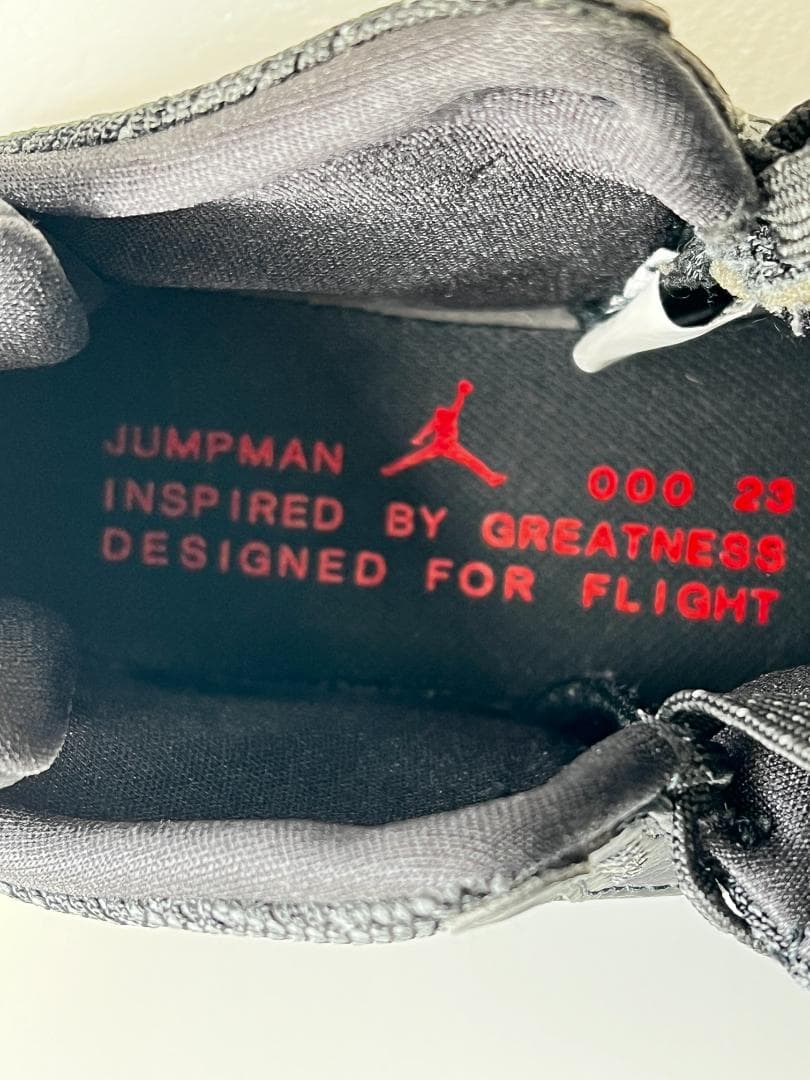 JUMPMAN 000 23
INSPIRED BY GREATNESS
DESIGNED FOR FLIGHT